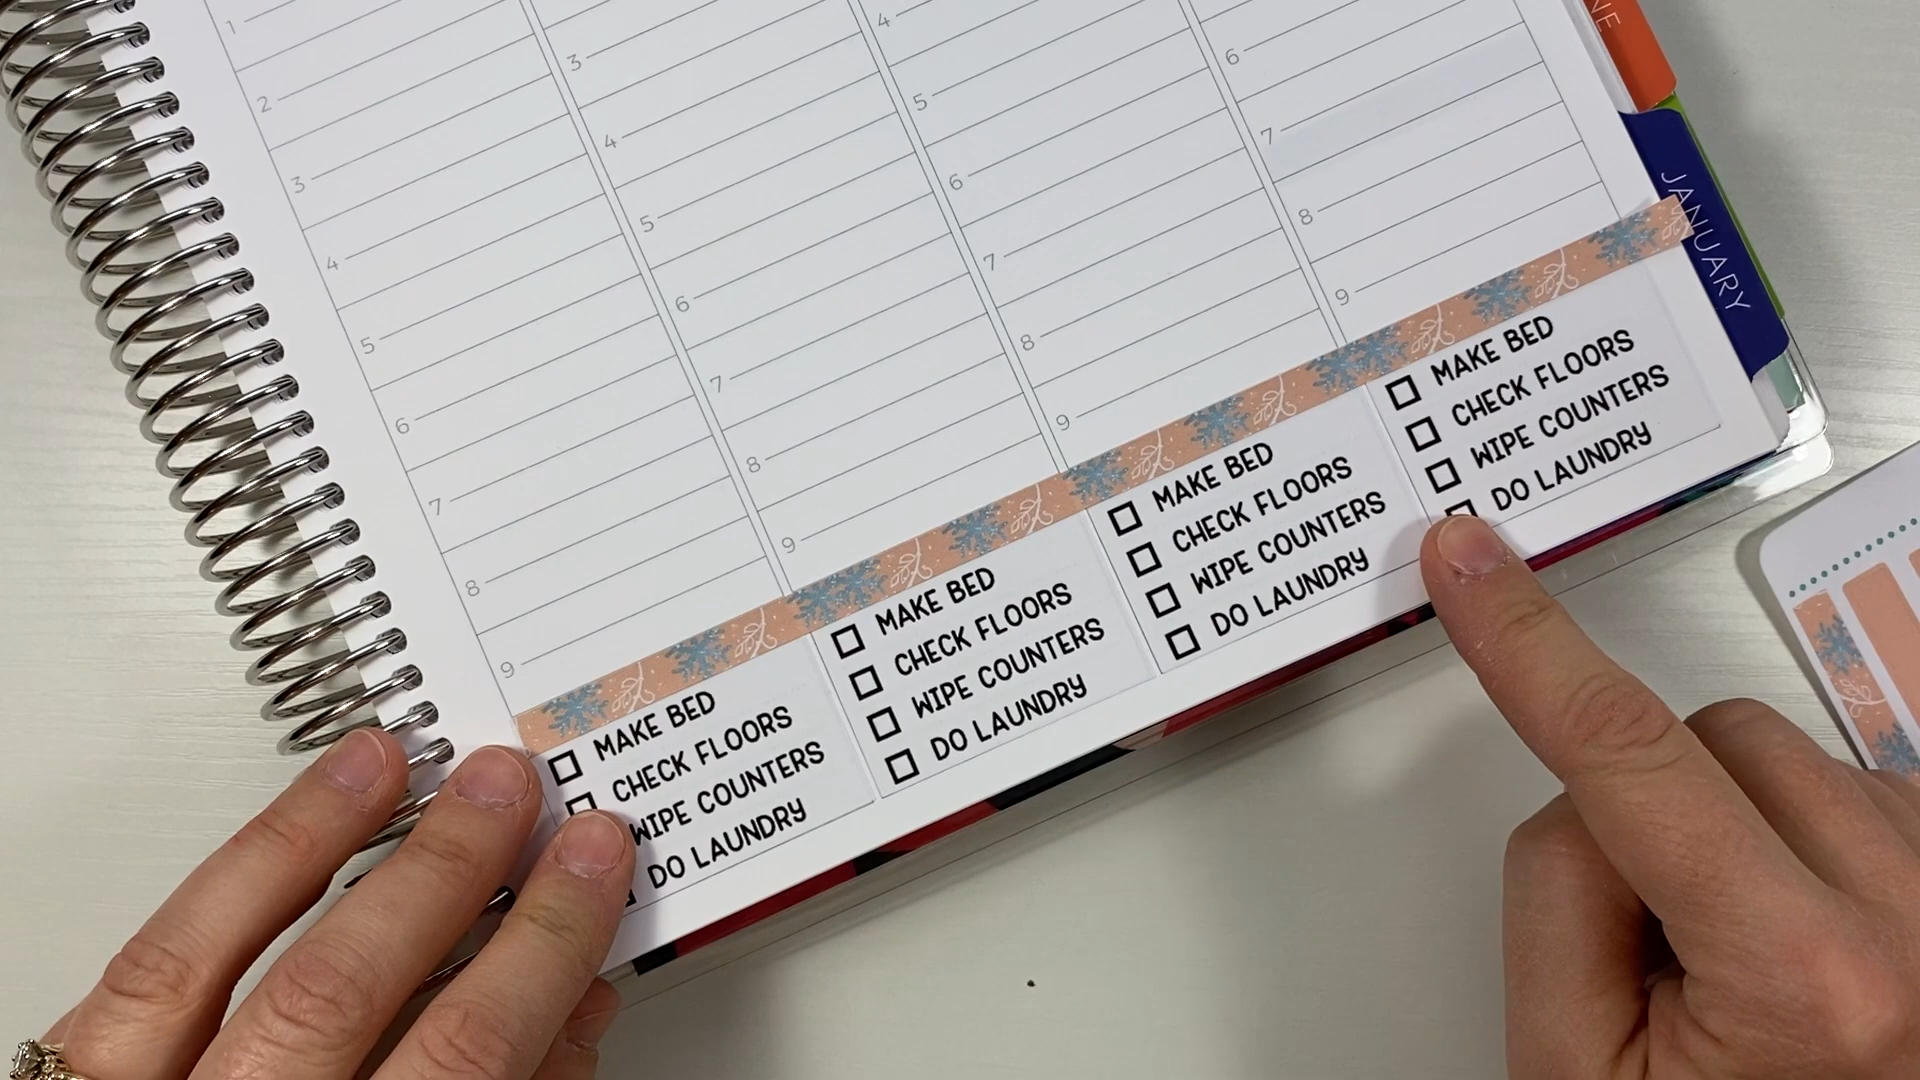 1
2
3
4
5
6
7
8
9
3
4
5
6
7
8
9
4
5
6
7
8
9
6
7
8
9
NE
JANUARY
MAKE BED
CHECK FLOORS
WIPE COUNTERS
DO LAUNDRY
MAKE BED
CHECK FLOORS
WIPE COUNTERS
DO LAUNDRY
MAKE BED
CHECK FLOORS
WIPE COUNTERS
DO LAUNDRY
MAKE BED
CHECK FLOORS
WIPE COUNTERS
DO LAUNDRY